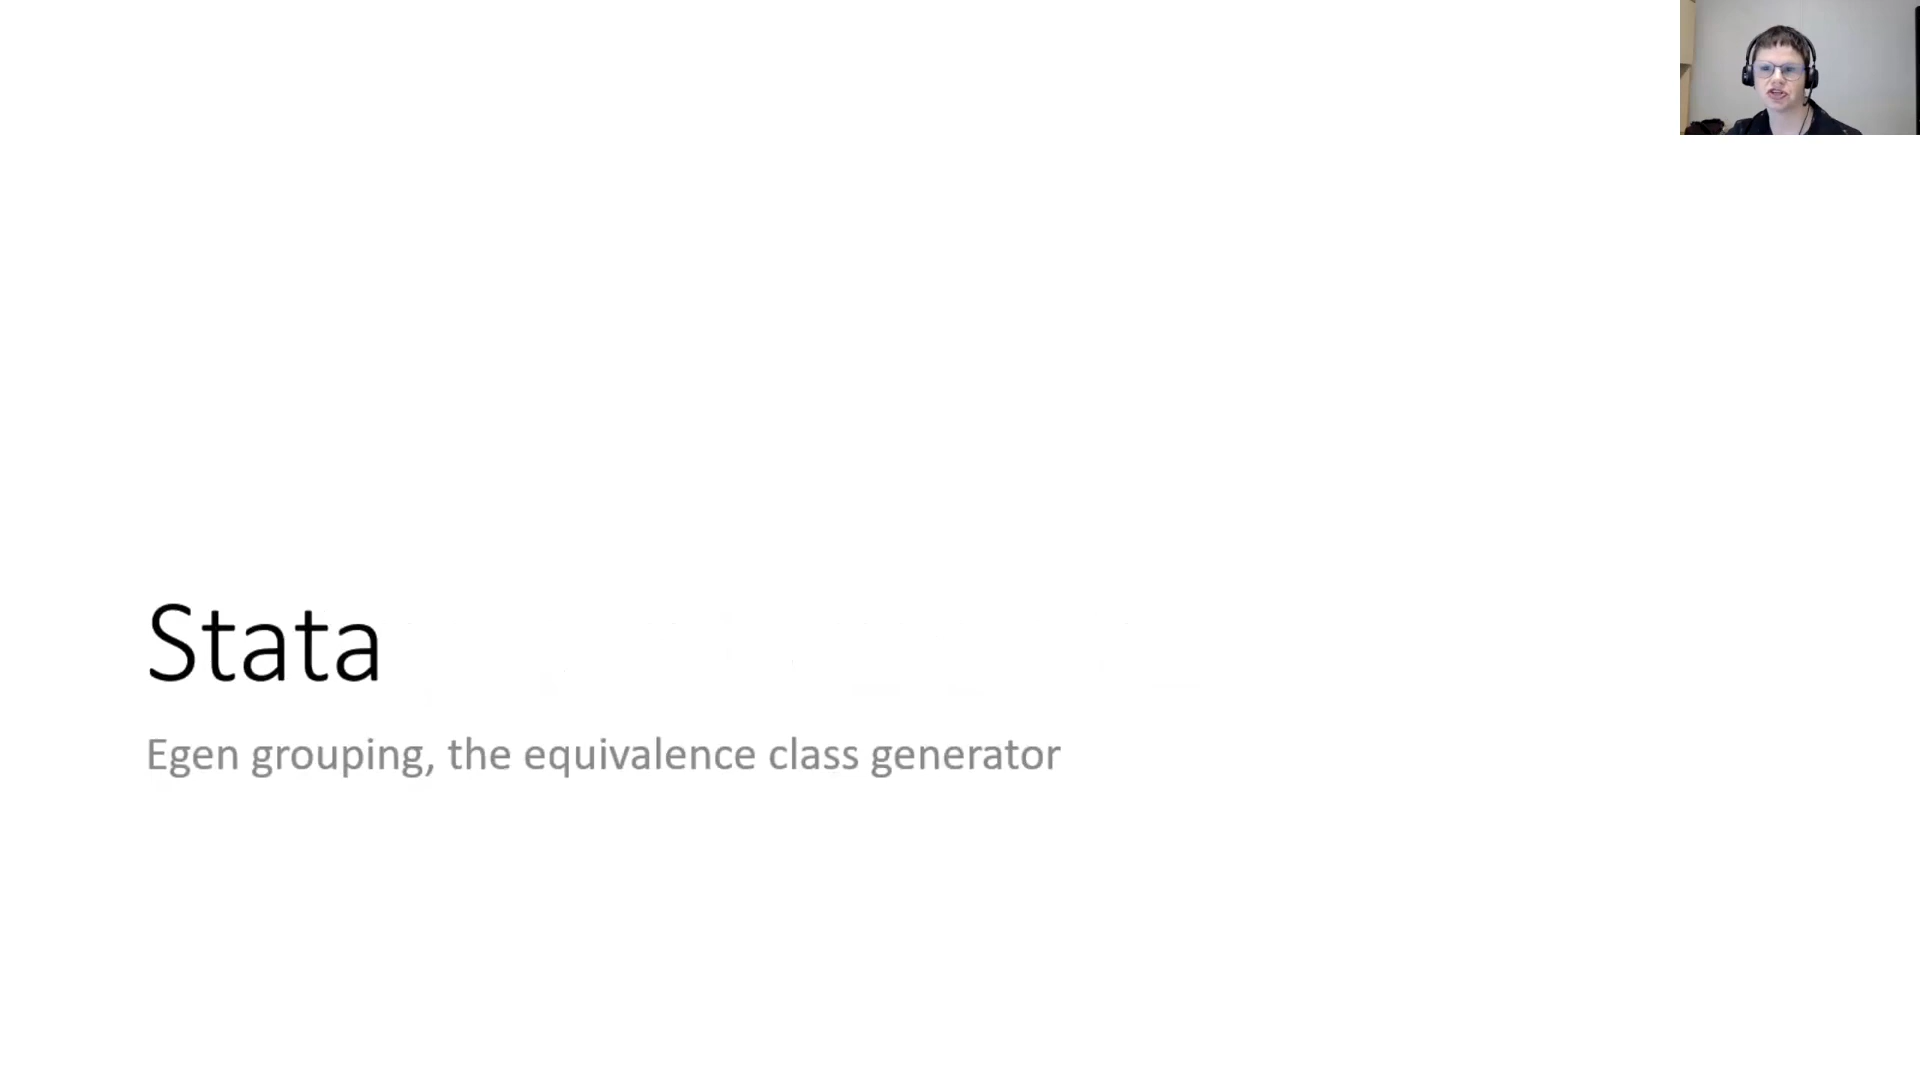 Stata
Egen grouping, the equivalence class generator